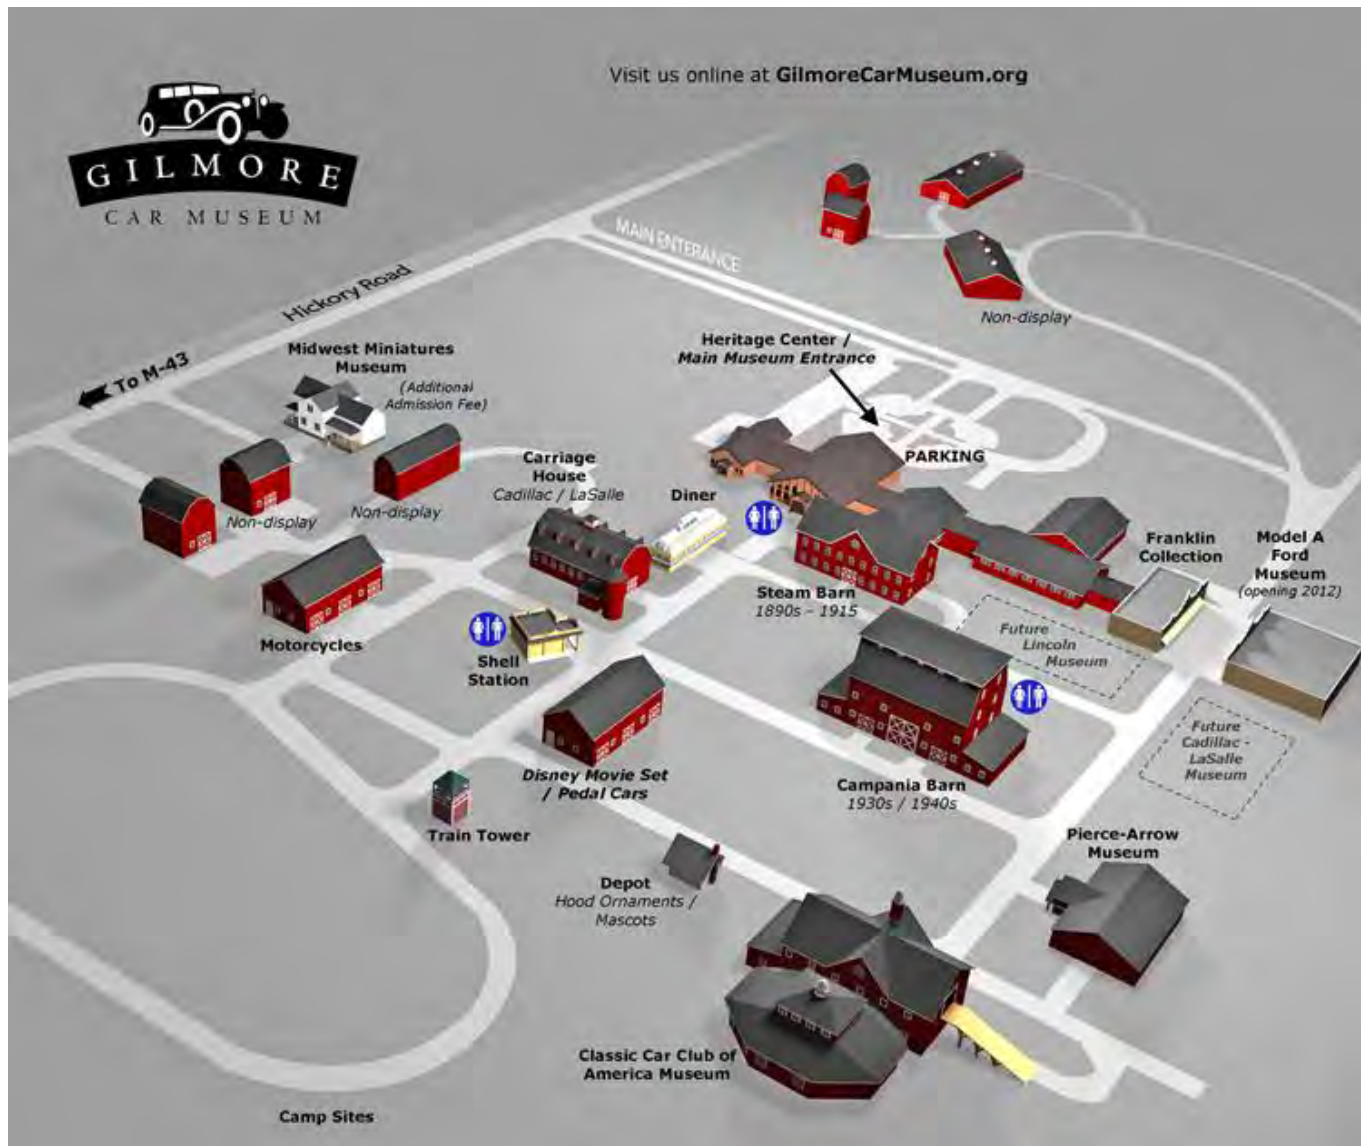 Visit us online at GilmoreCarMuseum.org
GILMORE
CAR MUSEUM
MAIN ENTERANCE
Hickory Road
To M-43
Non-display
Heritage Center /
Main Museum Entrance
Midwest Miniatures
Museum
(Additional
Admission Fee)
PARKING
Carriage
House
Cadillac / LaSalle
Diner
Non-display
Non-display
Franklin
Collection
Model A
Ford
Museum
(opening 2012)
Steam Barn
1890s - 1915
Motorcycles
Shell
Station
Future
Lincoln
Museum
Future
Cadillac -
LaSalle
Museum
Disney Movie Set
/ Pedal Cars
Campania Barn
1930s / 1940s
Train Tower
Pierce-Arrow
Museum
Depot
Hood Ornaments /
Mascots
Classic Car Club of
America Museum
Camp Sites